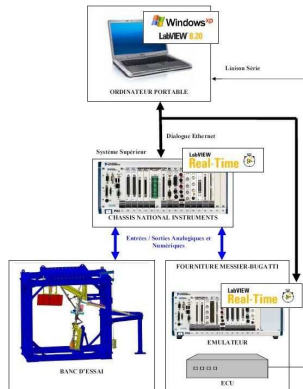 Windows xp
LabVIEW 8.20
Liaison Série
ORDINATEUR PORTABLE
Dialogue Ethernet
Système Supérieur
LabVIEW
Real-Time
CHASSIS NATIONAL INSTRUMENTS
Entrées / Sorties Analogiques et
Numériques
FOURNITURE MESSIER-BUGATTI
LabVIEW
Real-Time
EMULATEUR
BANC D'ESSAI
ECU